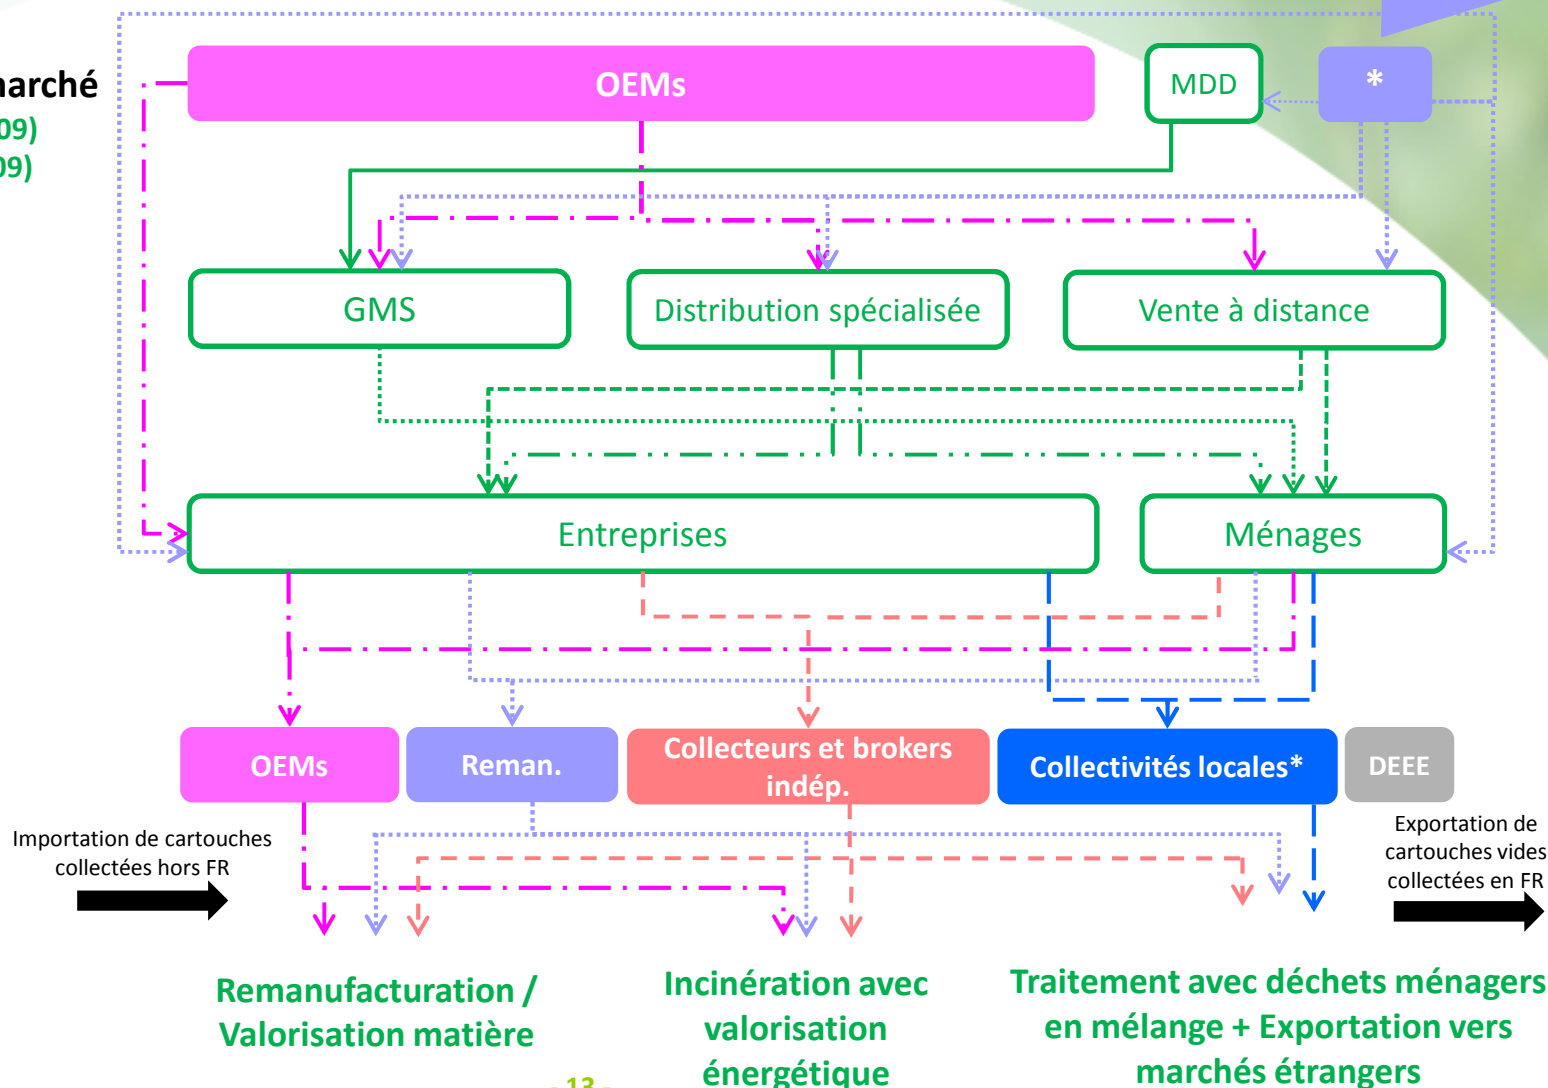 OEMs
MDD
*
marché
09)
09)
GMS
Distribution spécialisée
Vente à distance
Entreprises
Ménages
OEMs
Reman.
Collecteurs et brokers
indép.
Collectivités locales*
DEEE
Importation de cartouches
collectées hors FR
Exportation de
cartouches vides
collectées en FR
Remanufacturation /
Valorisation matière
Incinération avec
valorisation
énergétique
Traitement avec déchets ménagers
en mélange + Exportation vers
marchés étrangers
- 13 -